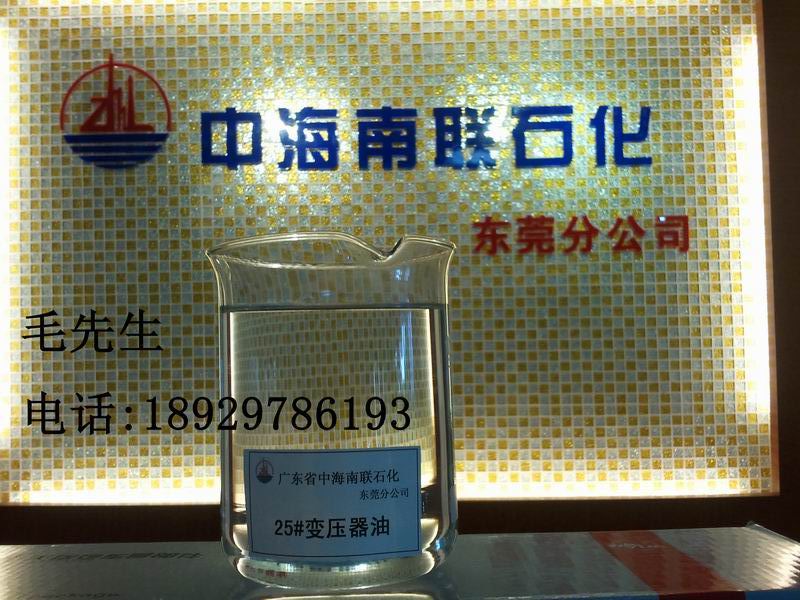 中海南联石化
东莞分公司
毛先生
电话:18929786193
广东省中海南联石化
东莞分公司
25#变压器油